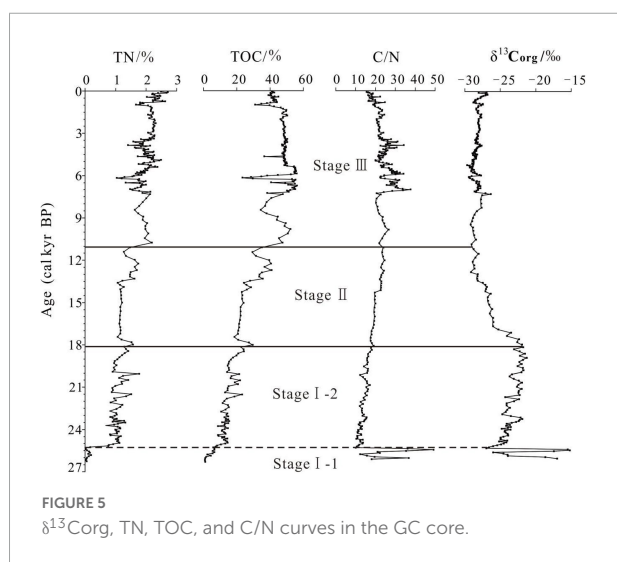 TN/% TOC/% C/N δ¹³Corg/‰
0 1 2 3 0 20 40 60 0 10 20 30 40 50 −30 −25 −20 −15
0
3
6
9
12
15
18
21
24
27
Age (cal kyr BP)
Stage III
Stage II
Stage I-2
Stage I-1
FIGURE 5
δ¹³Corg, TN, TOC, and C/N curves in the GC core.